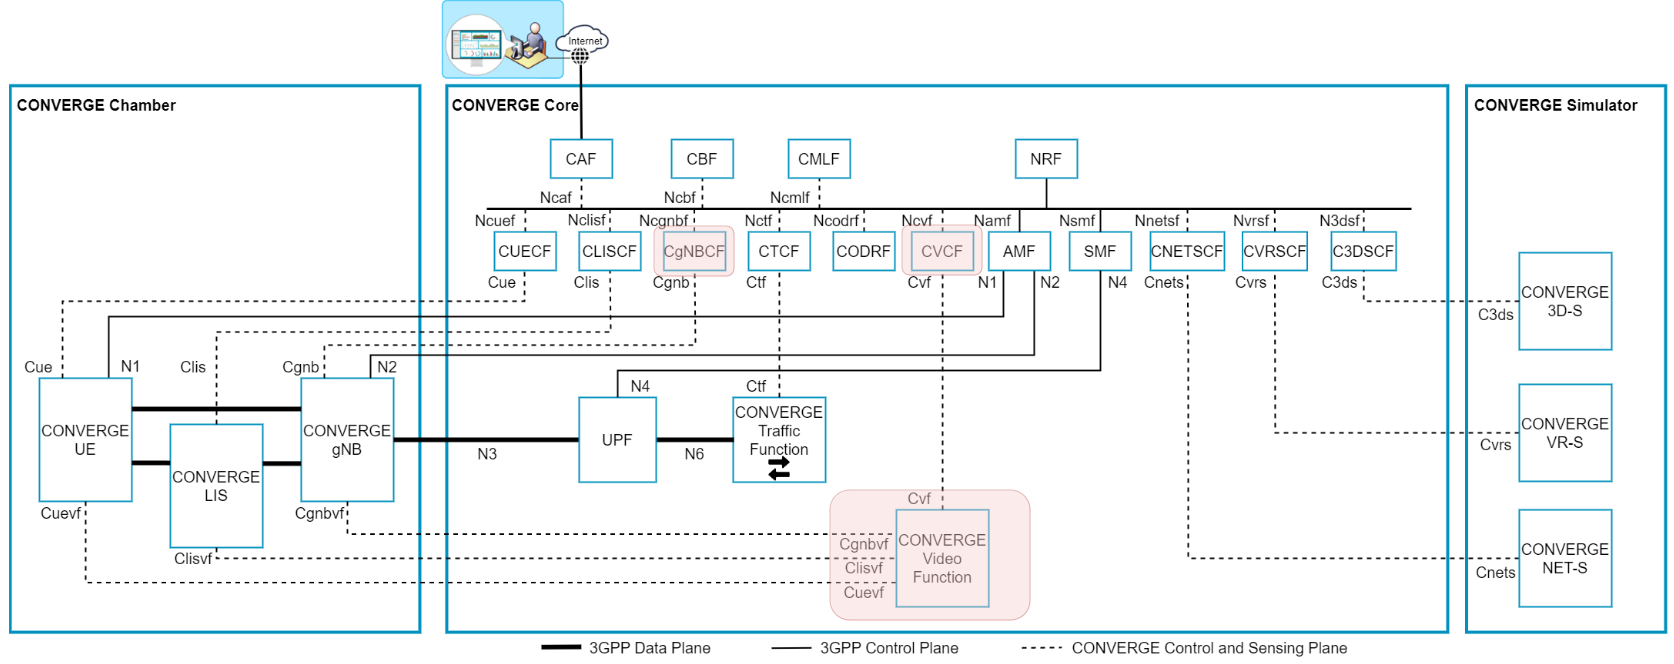 Internet
CONVERGE Chamber
CONVERGE Core
CONVERGE Simulator
CAF
CBF
CMLF
NRF
Ncaf
Ncbf
Ncmlf
Ncuef
Nclisf
Ncgnbf
Nctf
Ncodrf
Ncvf
Namf
Nsmf
Nnetsf
Nvrsf
N3dsf
CUECF
CLISCF
CgNBCF
CTCF
CODRF
CVCF
AMF
SMF
CNETSCF
CVRSCF
C3DSCF
Cue
Clis
Cgnb
Ctf
Cvf
N1
N2
N4
Cnets
Cvrs
C3ds
C3ds
CONVERGE
3D-S
Cue
N1
Clis
Cgnb
N2
N4
Ctf
CONVERGE
UE
CONVERGE
LIS
CONVERGE
gNB
N3
UPF
N6
CONVERGE
Traffic
Function
Cvrs
CONVERGE
VR-S
Cuevf
Clisvf
Cgnbvf
Cvf
Cgnbvf
Clisvf
Cuevf
CONVERGE
Video
Function
Cnets
CONVERGE
NET-S
3GPP Data Plane
3GPP Control Plane
CONVERGE Control and Sensing Plane